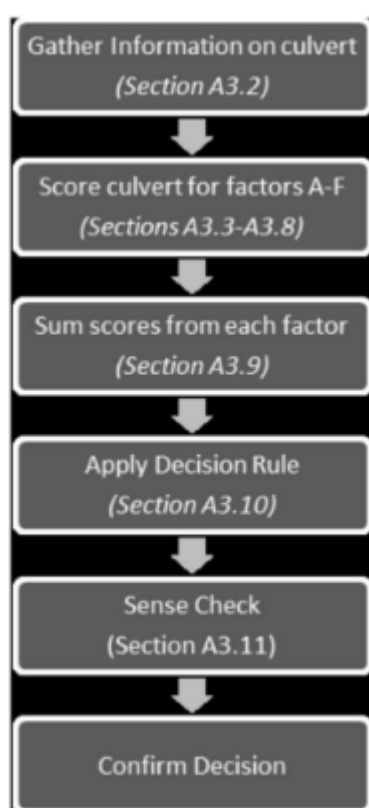 Gather Information on culvert
(Section A3.2)
Score culvert for factors A-F
(Sections A3.3-A3.8)
Sum scores from each factor
(Section A3.9)
Apply Decision Rule
(Section A3.10)
Sense Check
(Section A3.11)
Confirm Decision